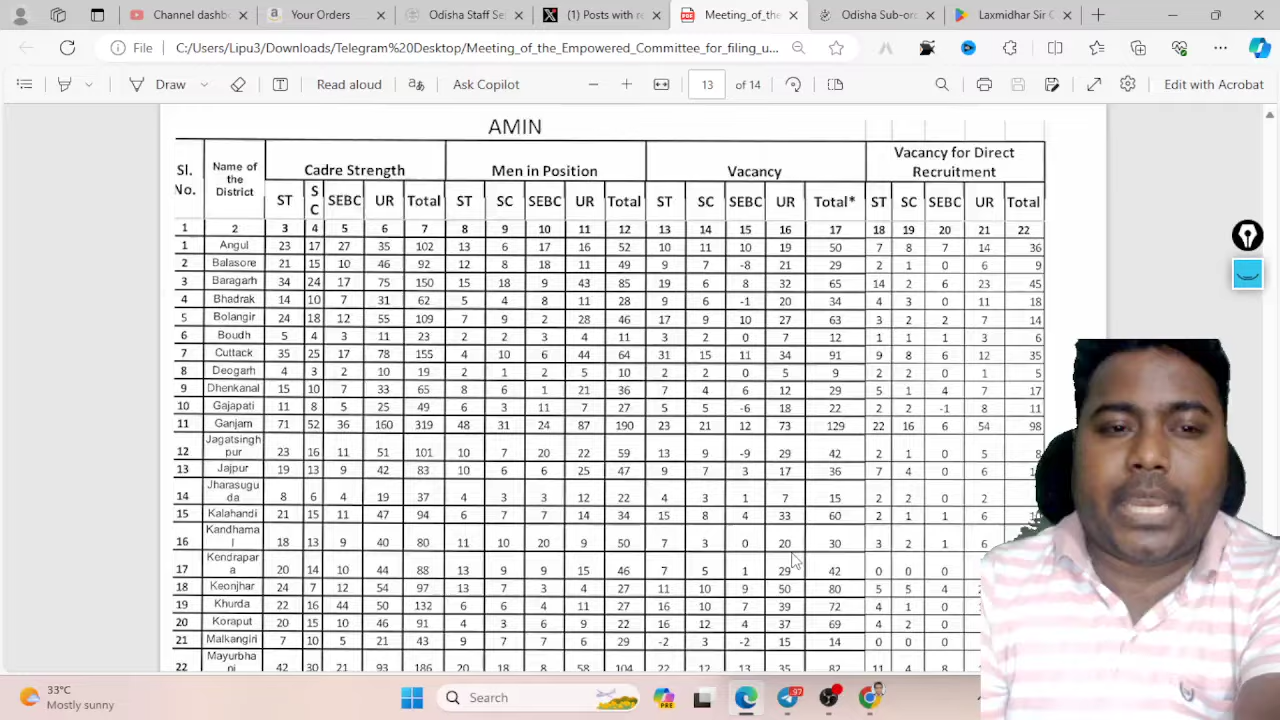 Channel dashb
Your Orders
Odisha Staff Se
(1) Posts with re
Meeting_of_the
Odisha Sub-or
Laxmidhar Sir C
File
C:/Users/Lipu3/Downloads/Telegram%20Desktop/Meeting_of_the_Empowered_Committee_for_filing_u...
Draw
Read aloud
Ask Copilot
13
of 14
Edit with Acrobat
AMIN
Sl. No. Name of the District Cadre Strength Men in Position Vacancy Vacancy for Direct Recruitment
ST SC SEBC UR Total ST SC SEBC UR Total ST SC SEBC UR Total* ST SC SEBC UR Total
1 2 3 4 5 6 7 8 9 10 11 12 13 14 15 16 17 18 19 20 21 22
1 Angul 23 17 27 35 102 13 6 17 16 52 10 11 10 19 50 7 8 7 14 36
2 Balasore 21 15 10 46 92 12 8 18 11 49 9 7 -8 21 29 2 1 0 6 9
3 Baragarh 34 24 17 75 150 15 18 9 43 85 19 6 8 32 65 14 2 6 23 45
4 Bhadrak 14 10 7 31 62 5 4 8 11 28 9 6 -1 20 34 4 3 0 11 18
5 Bolangir 24 18 12 55 109 7 9 2 28 46 17 9 10 27 63 3 2 2 7 14
6 Boudh 5 4 3 11 23 2 2 3 4 11 3 2 0 7 12 1 1 1 3 6
7 Cuttack 35 25 17 78 155 4 10 6 44 64 31 15 11 34 91 9 8 6 12 35
8 Deogarh 4 3 2 10 19 2 1 2 5 10 2 2 0 5 9 2 2 0 1 5
9 Dhenkanal 15 10 7 33 65 8 6 1 21 36 7 4 6 12 29 5 1 4 7 17
10 Gajapati 11 8 5 25 49 6 3 11 7 27 5 5 -6 18 22 2 2 -1 8 11
11 Ganjam 71 52 36 160 319 48 31 24 87 190 23 21 12 73 129 22 16 6 54 98
12 Jagatsinghpur 23 16 11 51 101 10 7 20 22 59 13 9 -9 29 42 2 1 0 5 8
13 Jajpur 19 13 9 42 83 10 6 6 25 47 9 7 3 17 36 7 4 0 6
14 Jharasuguda 8 6 4 19 37 4 3 3 12 22 4 3 1 7 15 2 2 0 2
15 Kalahandi 21 15 11 47 94 6 7 7 14 34 15 8 4 33 60 2 1 1 6
16 Kandhamal 18 13 9 40 80 11 10 20 9 50 7 3 0 20 30 3 2 1 6
17 Kendrapara 20 14 10 44 88 13 9 9 15 46 7 5 1 29 42 0 0 0
18 Keonjhar 24 7 12 54 97 13 7 3 4 27 11 10 9 50 80 5 5 4
19 Khurda 22 16 44 50 132 6 6 4 11 27 16 10 7 39 72 4 1 0
20 Koraput 20 15 10 46 91 4 3 6 9 22 16 12 4 37 69 4 2 0
21 Malkangiri 7 10 5 21 43 9 7 7 6 29 -2 3 -2 15 14 0 0 0
22 Mayurbhanj 42 30 21 93 186 20 18 8 58 104 22 12 13 35 82 11 4 8
33°C
Mostly sunny
Search
PRE
97